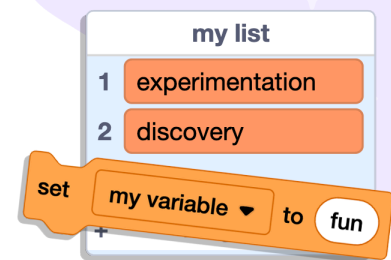 my list
1 experimentation
2 discovery
set my variable to fun
+